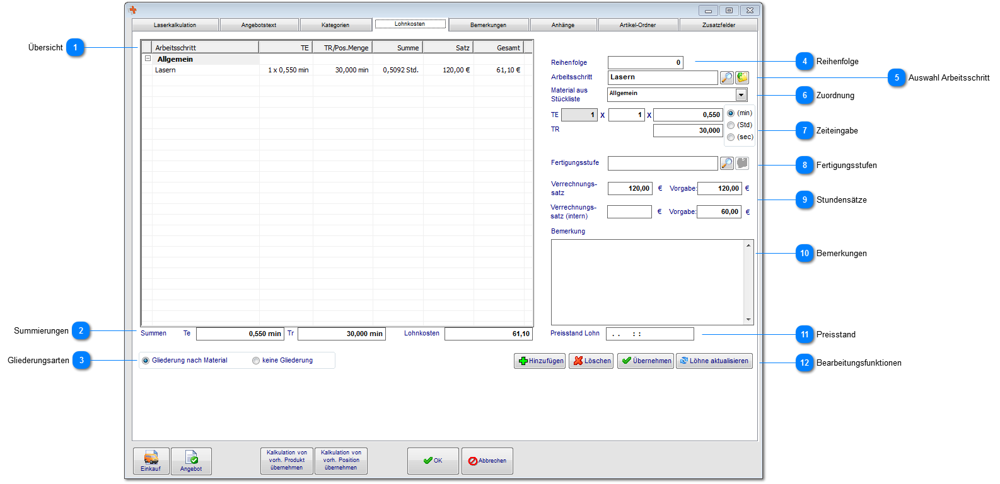 Laserkalkulation
Angebotstext
Kategorien
Lohnkosten
Bemerkungen
Anhänge
Artikel-Ordner
Zusatzfelder
Übersicht 1
Arbeitsschritt TE TR/Pos.Menge Summe Satz Gesamt
Allgemein
Lasern 1 x 0,550 min 30,000 min 0,5092 Std. 120,00 € 61,10 €
Reihenfolge 0
4 Reihenfolge
Arbeitsschritt Lasern
5 Auswahl Arbeitsschritt
Material aus
Stückliste
Allgemein
6 Zuordnung
TE 1 X 1 X 0,550
(min)
(Std)
(sec)
TR 30,000
7 Zeiteingabe
Fertigungsstufe
8 Fertigungsstufen
Verrechnungs-
satz
120,00 € Vorgabe: 120,00 €
9 Stundensätze
Verrechnungs-
satz (intern)
€ Vorgabe: 60,00 €
Bemerkung
10 Bemerkungen
Summierungen 2
Summen Te 0,550 min Tr 30,000 min Lohnkosten 61,10
Preisstand Lohn . . : :
11 Preisstand
Gliederungsarten 3
Gliederung nach Material
keine Gliederung
Hinzufügen
Löschen
Übernehmen
Löhne aktualisieren
12 Bearbeitungsfunktionen
Einkauf
Angebot
Kalkulation von
vorh. Produkt
übernehmen
Kalkulation von
vorh. Position
übernehmen
OK
Abbrechen